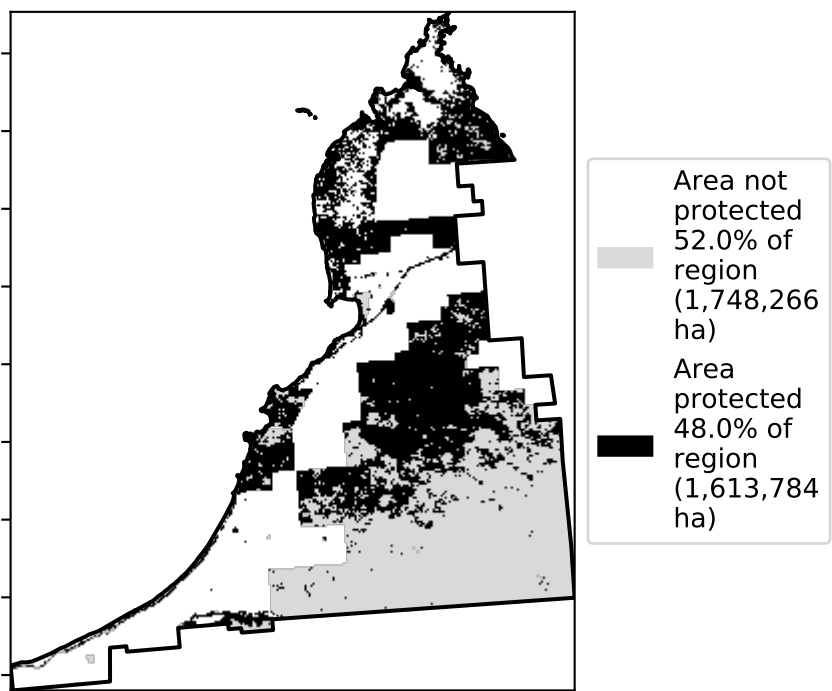 Area not
protected
52.0% of
region
(1,748,266
ha)
Area
protected
48.0% of
region
(1,613,784
ha)